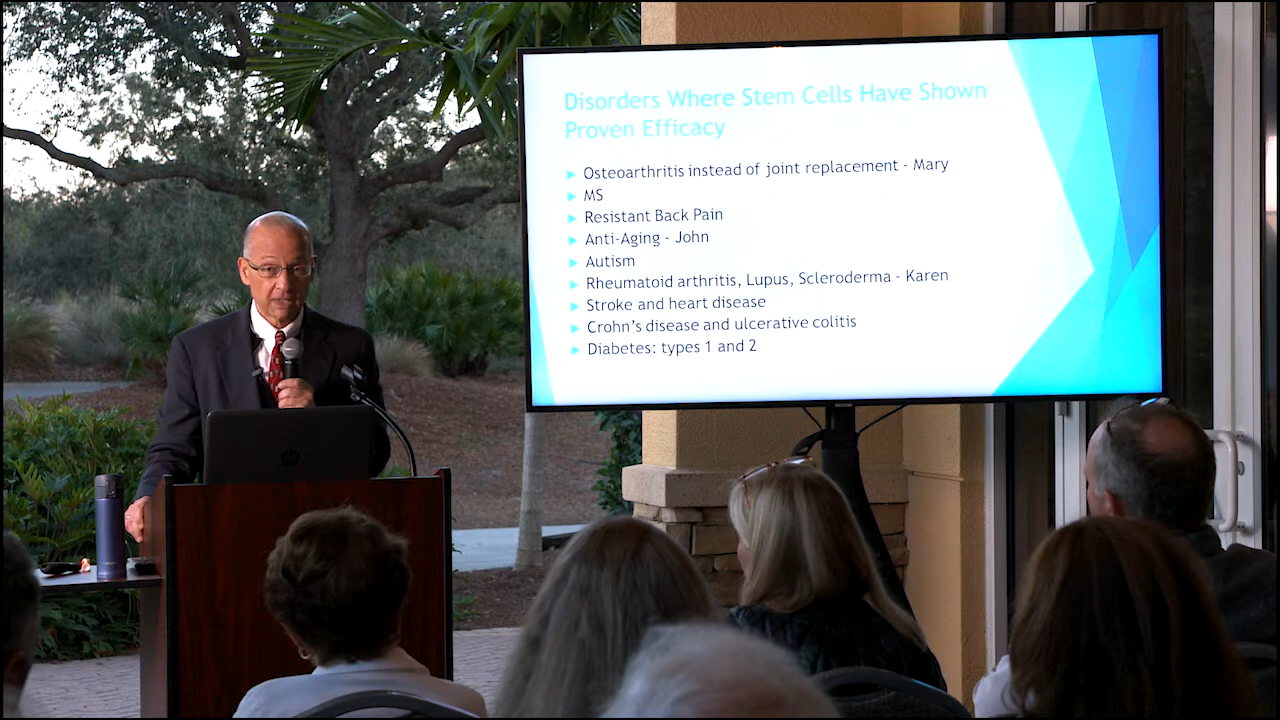 Disorders Where Stem Cells Have Shown
Proven Efficacy
Osteoarthritis instead of joint replacement - Mary
MS
Resistant Back Pain
Anti-Aging - John
Autism
Rheumatoid arthritis, Lupus, Scleroderma - Karen
Stroke and heart disease
Crohn's disease and ulcerative colitis
Diabetes: types 1 and 2
hp